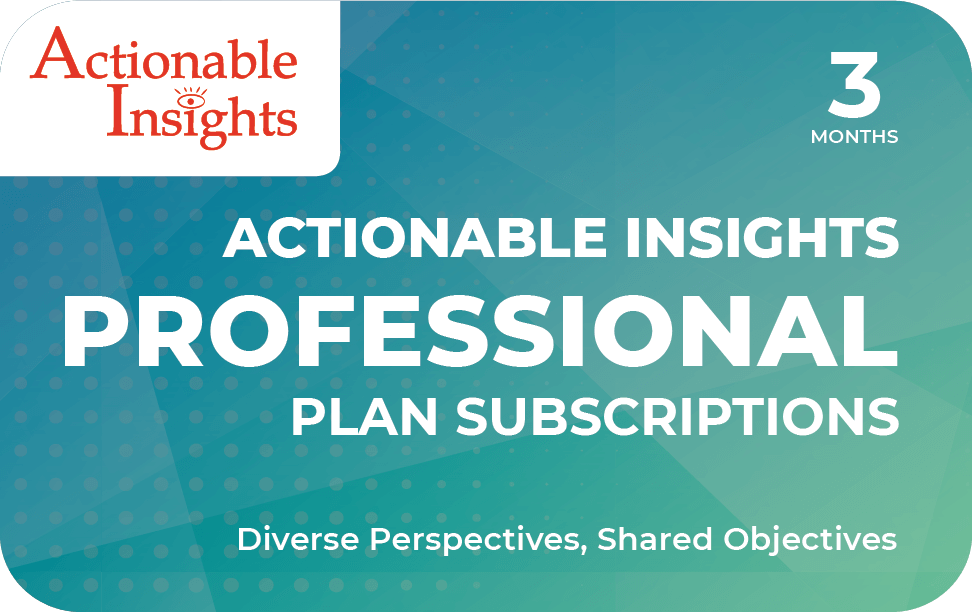 Actionable
Insights
3
MONTHS
ACTIONABLE INSIGHTS
PROFESSIONAL
PLAN SUBSCRIPTIONS
Diverse Perspectives, Shared Objectives